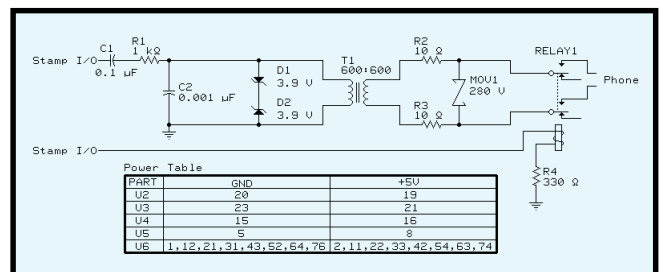 Stamp I/O
C1
0.1 µF
R1
1 kΩ
C2
0.001 µF
D1
3.9 V
D2
3.9 V
T1
600:600
R2
10 Ω
R3
10 Ω
MOV1
280 V
RELAY1
Phone
Stamp I/O
R4
330 Ω
Power Table
PART GND +5V
U2 20 19
U3 23 21
U4 15 16
U5 5 8
U6 1,12,21,31,43,52,64,76 2,11,22,33,42,54,63,74